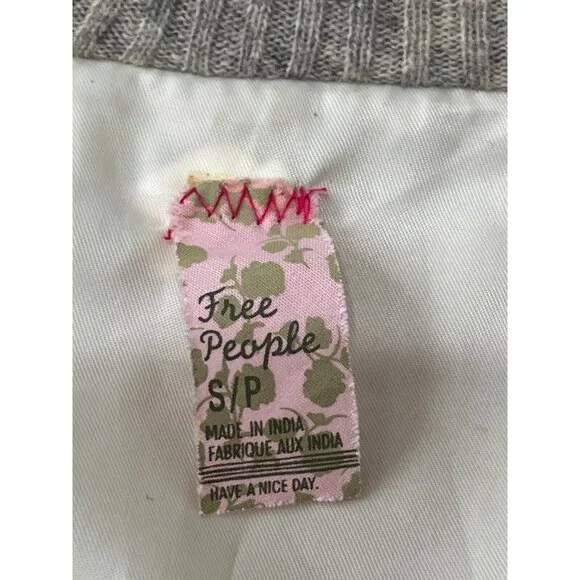 Free
People
S/P
MADE IN INDIA
FABRIQUE AUX INDIA
HAVE A NICE DAY.